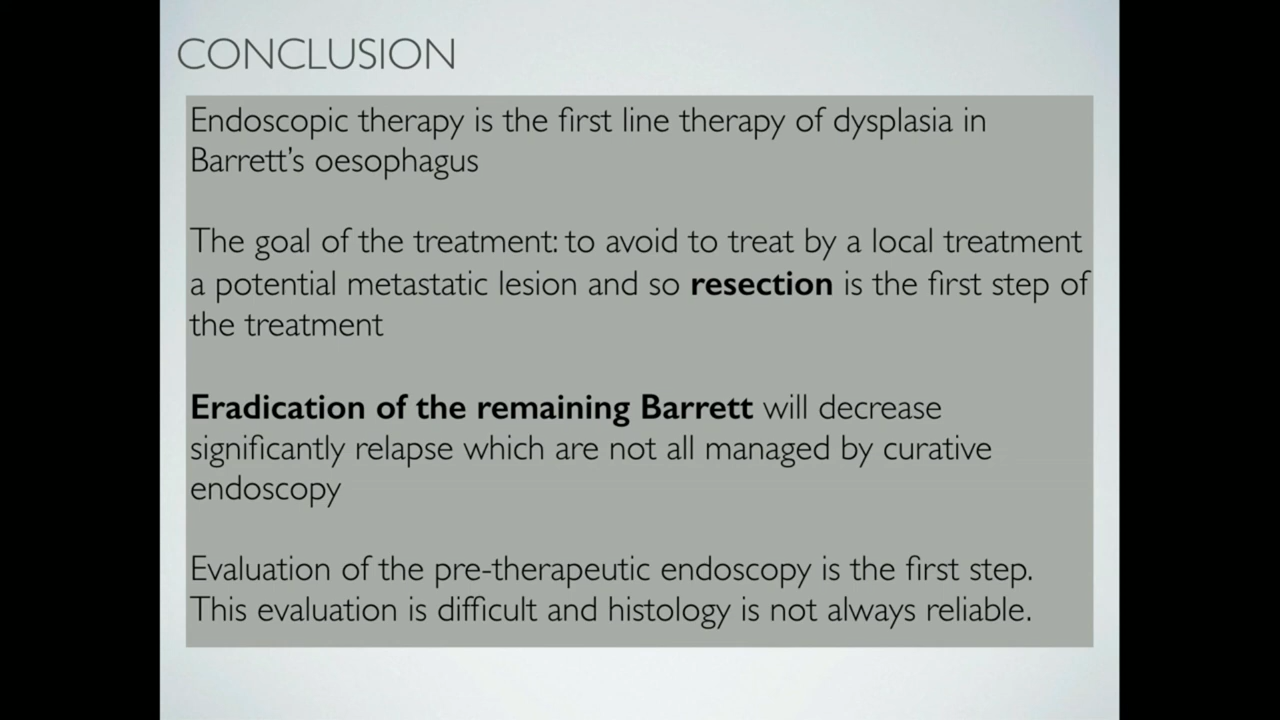 CONCLUSION
Endoscopic therapy is the first line therapy of dysplasia in
Barrett's oesophagus
The goal of the treatment: to avoid to treat by a local treatment
a potential metastatic lesion and so resection is the first step of
the treatment
Eradication of the remaining Barrett will decrease
significantly relapse which are not all managed by curative
endoscopy
Evaluation of the pre-therapeutic endoscopy is the first step.
This evaluation is difficult and histology is not always reliable.